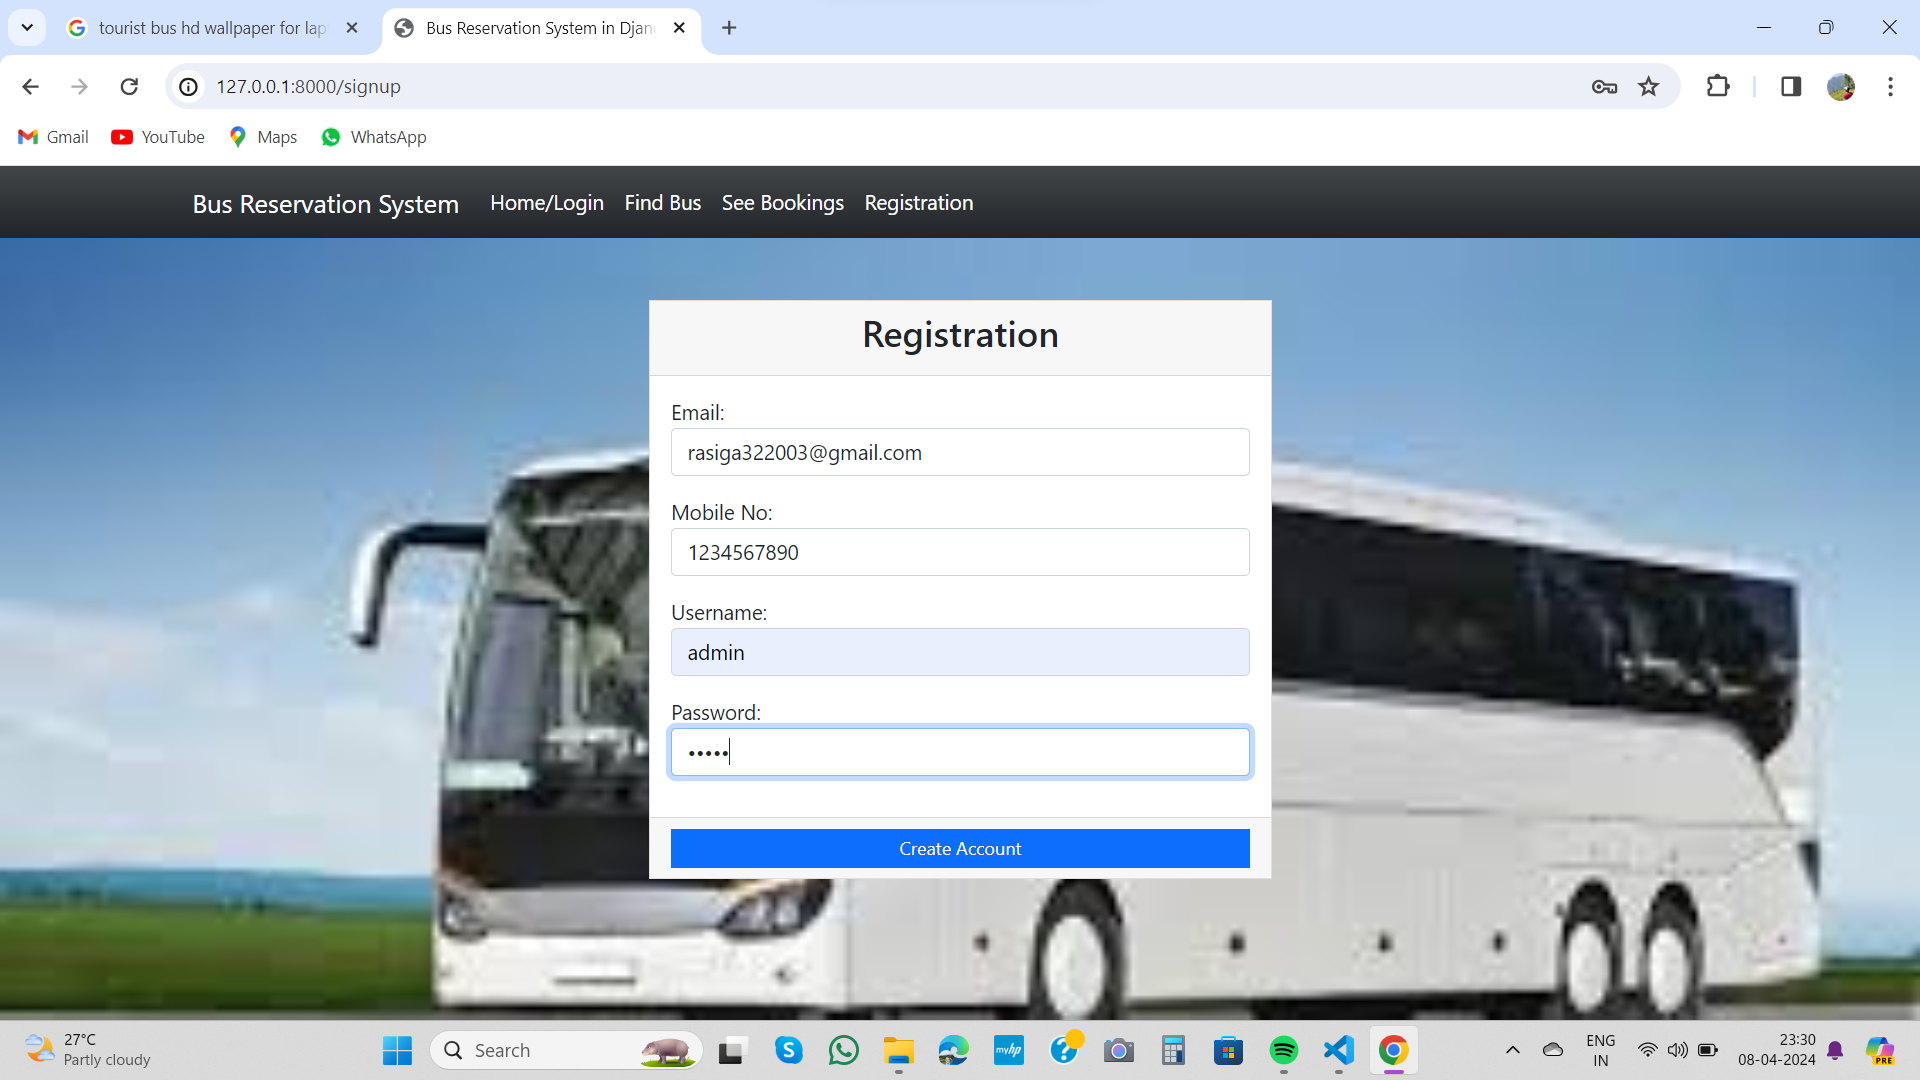 tourist bus hd wallpaper for lap
Bus Reservation System in Djan
127.0.0.1:8000/signup
Gmail
YouTube
Maps
WhatsApp
Bus Reservation System
Home/Login
Find Bus
See Bookings
Registration
Registration
Email:
rasiga322003@gmail.com
Mobile No:
1234567890
Username:
admin
Password:
•••••
Create Account
27°C
Partly cloudy
Search
myhp
ENG
IN
23:30
08-04-2024
PRE